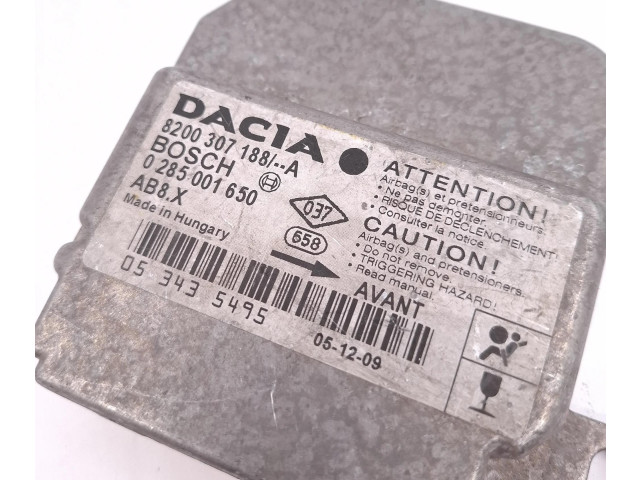 DACIA
8200 307 188/--A
BOSCH
0 285 001 650
AB8.X
Made in Hungary
037
658
AVANT
ATTENTION!
Airbag(s) et pretensionneurs.
• Ne pas demonter.
• RISQUE DE DECLENCHEMENT!
• Consulter la notice.
CAUTION!
Airbag(s) and pretensioners.
• Do not remove.
• TRIGGERING HAZARD!
• Read manual.
05 343 5495
05-12-09